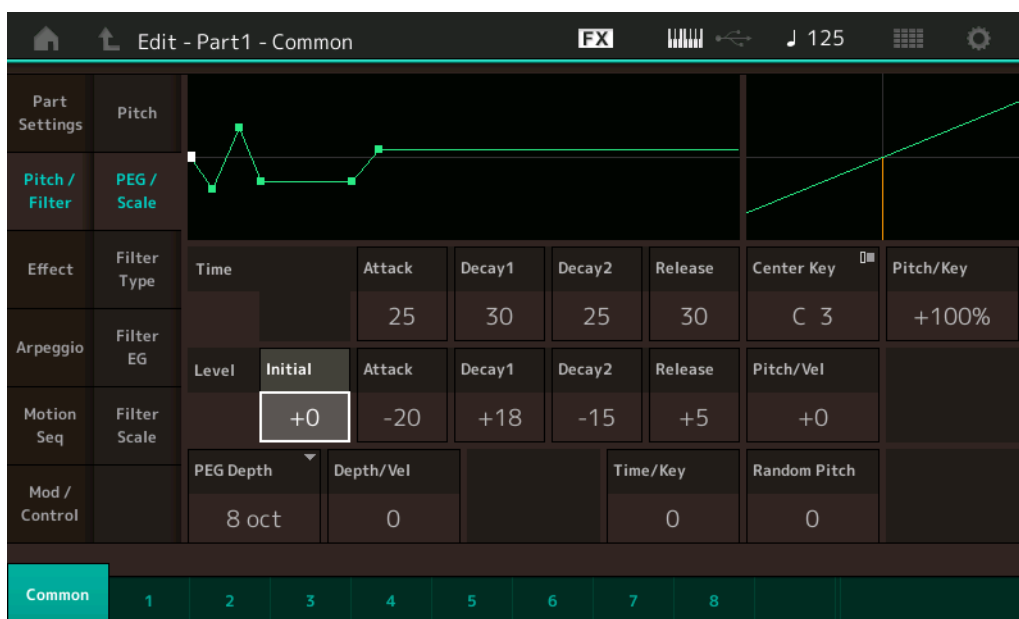 Edit - Part1 - Common FX ♩ 125
Part Settings
Pitch
Pitch / Filter
PEG / Scale
Effect
Filter Type
Time
Attack
Decay1
Decay2
Release
Center Key
Pitch/Key
25
30
25
30
C 3
+100%
Arpeggio
Filter EG
Level
Initial
Attack
Decay1
Decay2
Release
Pitch/Vel
+0
-20
+18
-15
+5
+0
Motion Seq
Filter Scale
PEG Depth
Depth/Vel
Time/Key
Random Pitch
8 oct
0
0
0
Mod / Control
Common
1
2
3
4
5
6
7
8